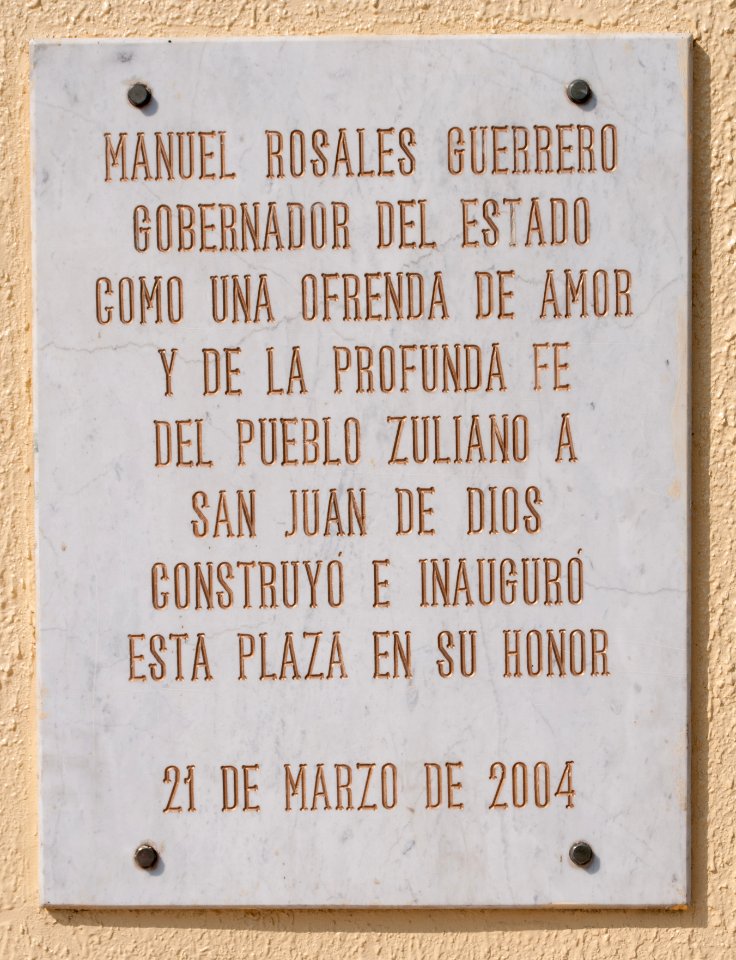 MANUEL ROSALES GUERRERO
GOBERNADOR DEL ESTADO
COMO UNA OFRENDA DE AMOR
Y DE LA PROFUNDA FE
DEL PUEBLO ZULIANO A
SAN JUAN DE DIOS
CONSTRUYÓ E INAUGURÓ
ESTA PLAZA EN SU HONOR
21 DE MARZO DE 2004